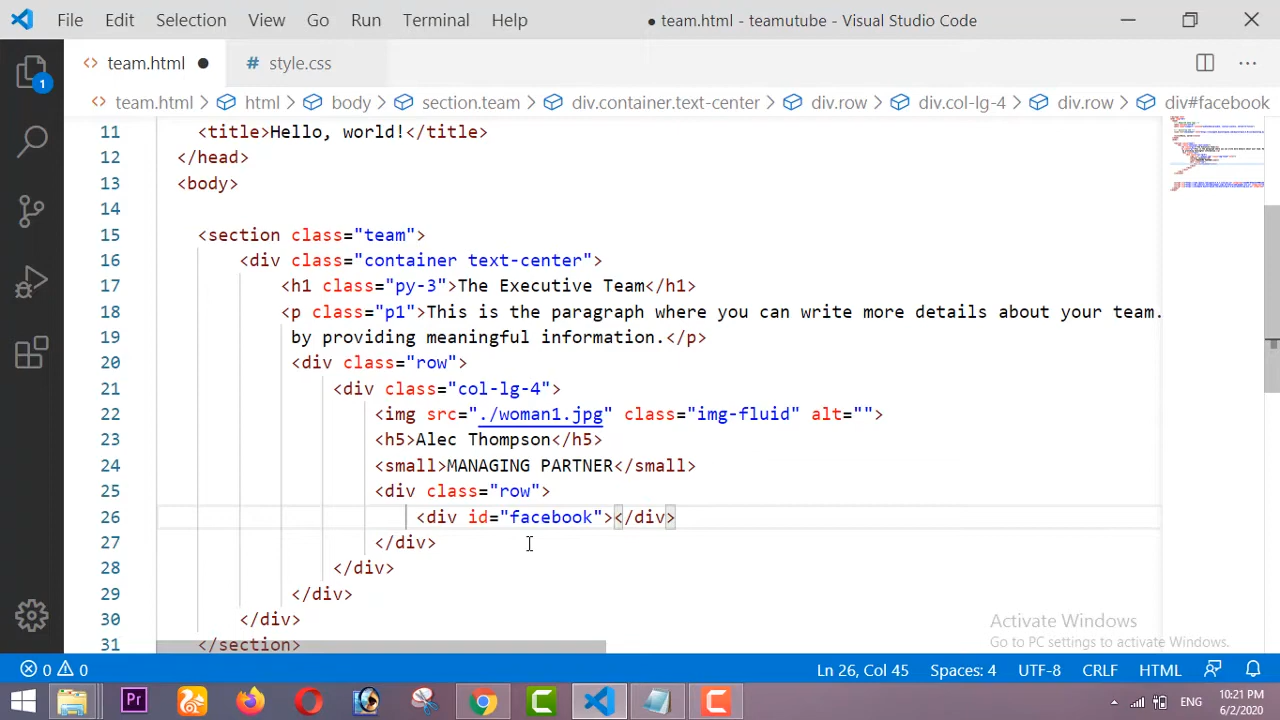 File Edit Selection View Go Run Terminal Help ● team.html - teamutube - Visual Studio Code
1
<> team.html ● # style.css
<> team.html > html > body > section.team > div.container.text-center > div.row > div.col-lg-4 > div.row > div#facebook
11 <title>Hello, world!</title>
12 </head>
13 <body>
14
15 <section class="team">
16 <div class="container text-center">
17 <h1 class="py-3">The Executive Team</h1>
18 <p class="p1">This is the paragraph where you can write more details about your team.
19 by providing meaningful information.</p>
20 <div class="row">
21 <div class="col-lg-4">
22 <img src="./woman1.jpg" class="img-fluid" alt="">
23 <h5>Alec Thompson</h5>
24 <small>MANAGING PARTNER</small>
25 <div class="row">
26 <div id="facebook"></div>
27 </div>
28 </div>
29 </div>
30 </div>
31 </section>
Activate Windows
Go to PC settings to activate Windows.
0 0 Ln 26, Col 45 Spaces: 4 UTF-8 CRLF HTML
Pr C ENG 10:21 PM
6/2/2020